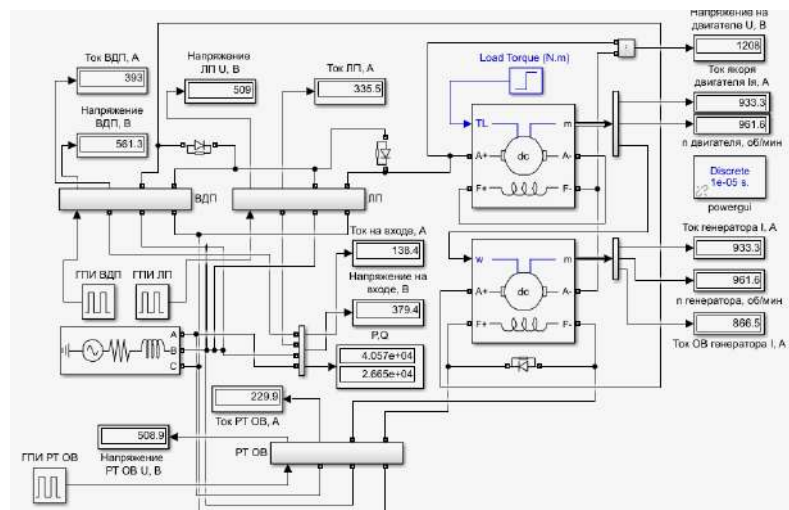 Напряжение на
двигателе U, В
1208
Ток ВДП, А
393
Напряжение
ЛП U, В
509
Ток ЛП, А
335.5
Load Torque (N.m)
Ток якоря
двигателя Iя, А
933.3
961.6
n двигателя, об/мин
Напряжение
ВДП, В
561.3
TL
m
dc
A+
A-
F+
F-
Discrete
1e-05 s.
powergui
ВДП
ЛП
Ток на входе, А
138.4
Ток генератора I, А
933.3
w
m
dc
A+
A-
F+
F-
ГПИ ВДП
ГПИ ЛП
Напряжение на
входе, В
379.4
961.6
n генератора, об/мин
866.5
Ток ОВ генератора I, А
A
B
C
P,Q
4.057e+04
2.665e+04
229.9
Ток РТ ОВ, А
508.9
Напряжение
РТ ОВ U, В
РТ ОВ
ГПИ РТ ОВ